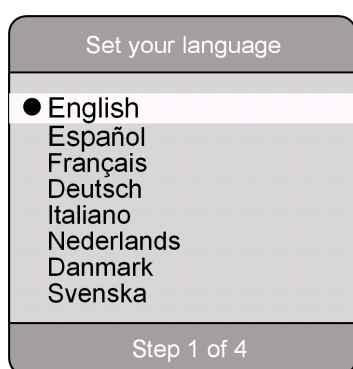 Set your language
English
Español
Français
Deutsch
Italiano
Nederlands
Danmark
Svenska
Step 1 of 4